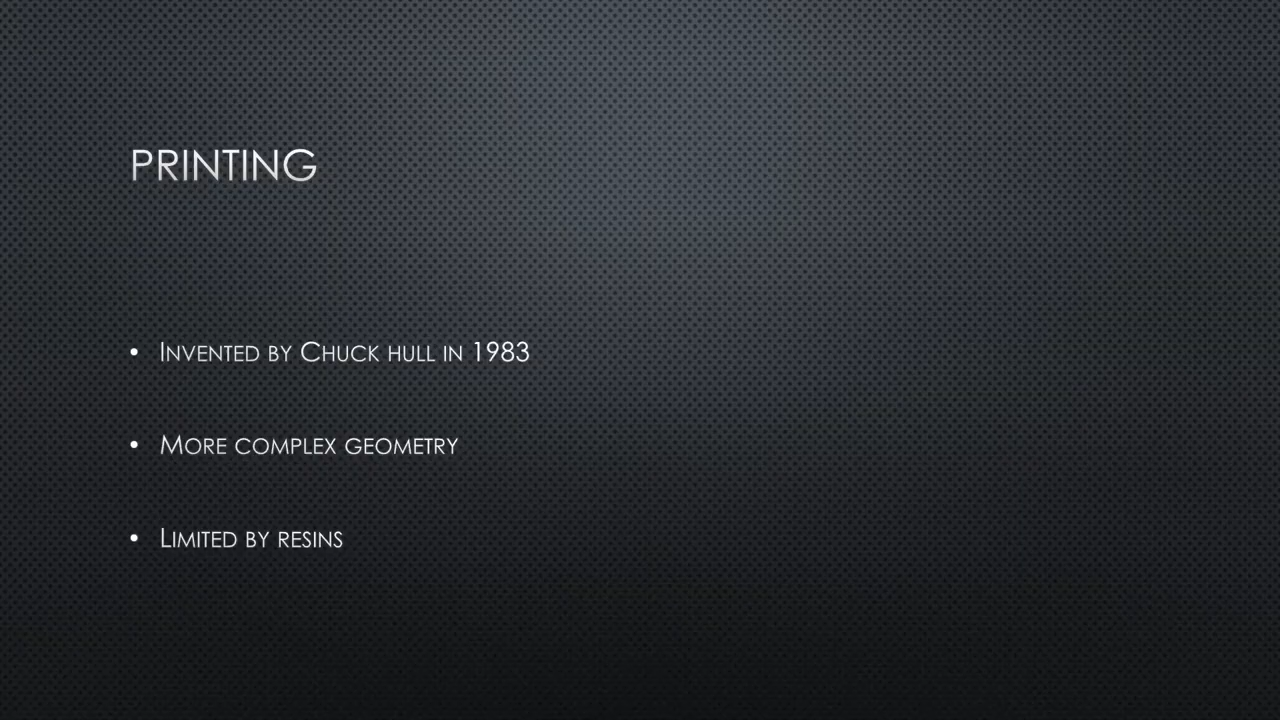 PRINTING
• INVENTED BY CHUCK HULL IN 1983
• MORE COMPLEX GEOMETRY
• LIMITED BY RESINS